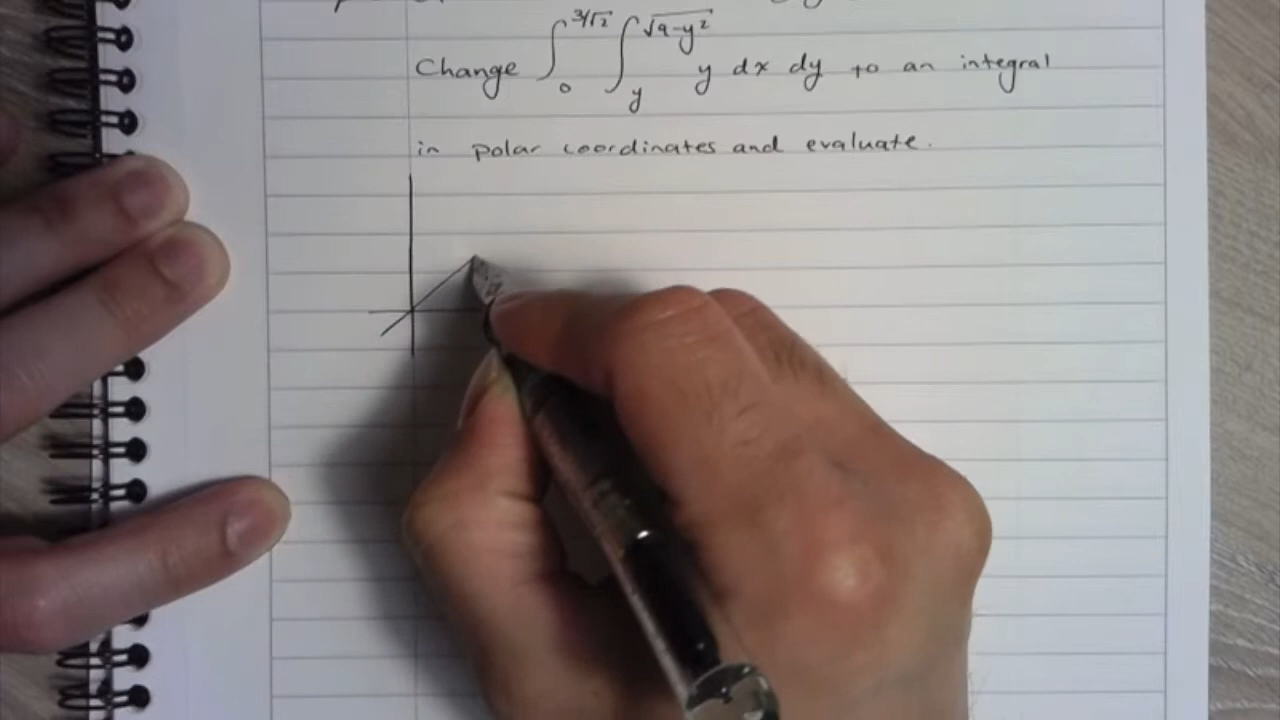 Change ∫₀^{3/√2} ∫_y^{√(9-y²)} y dx dy to an integral
in polar coordinates and evaluate.